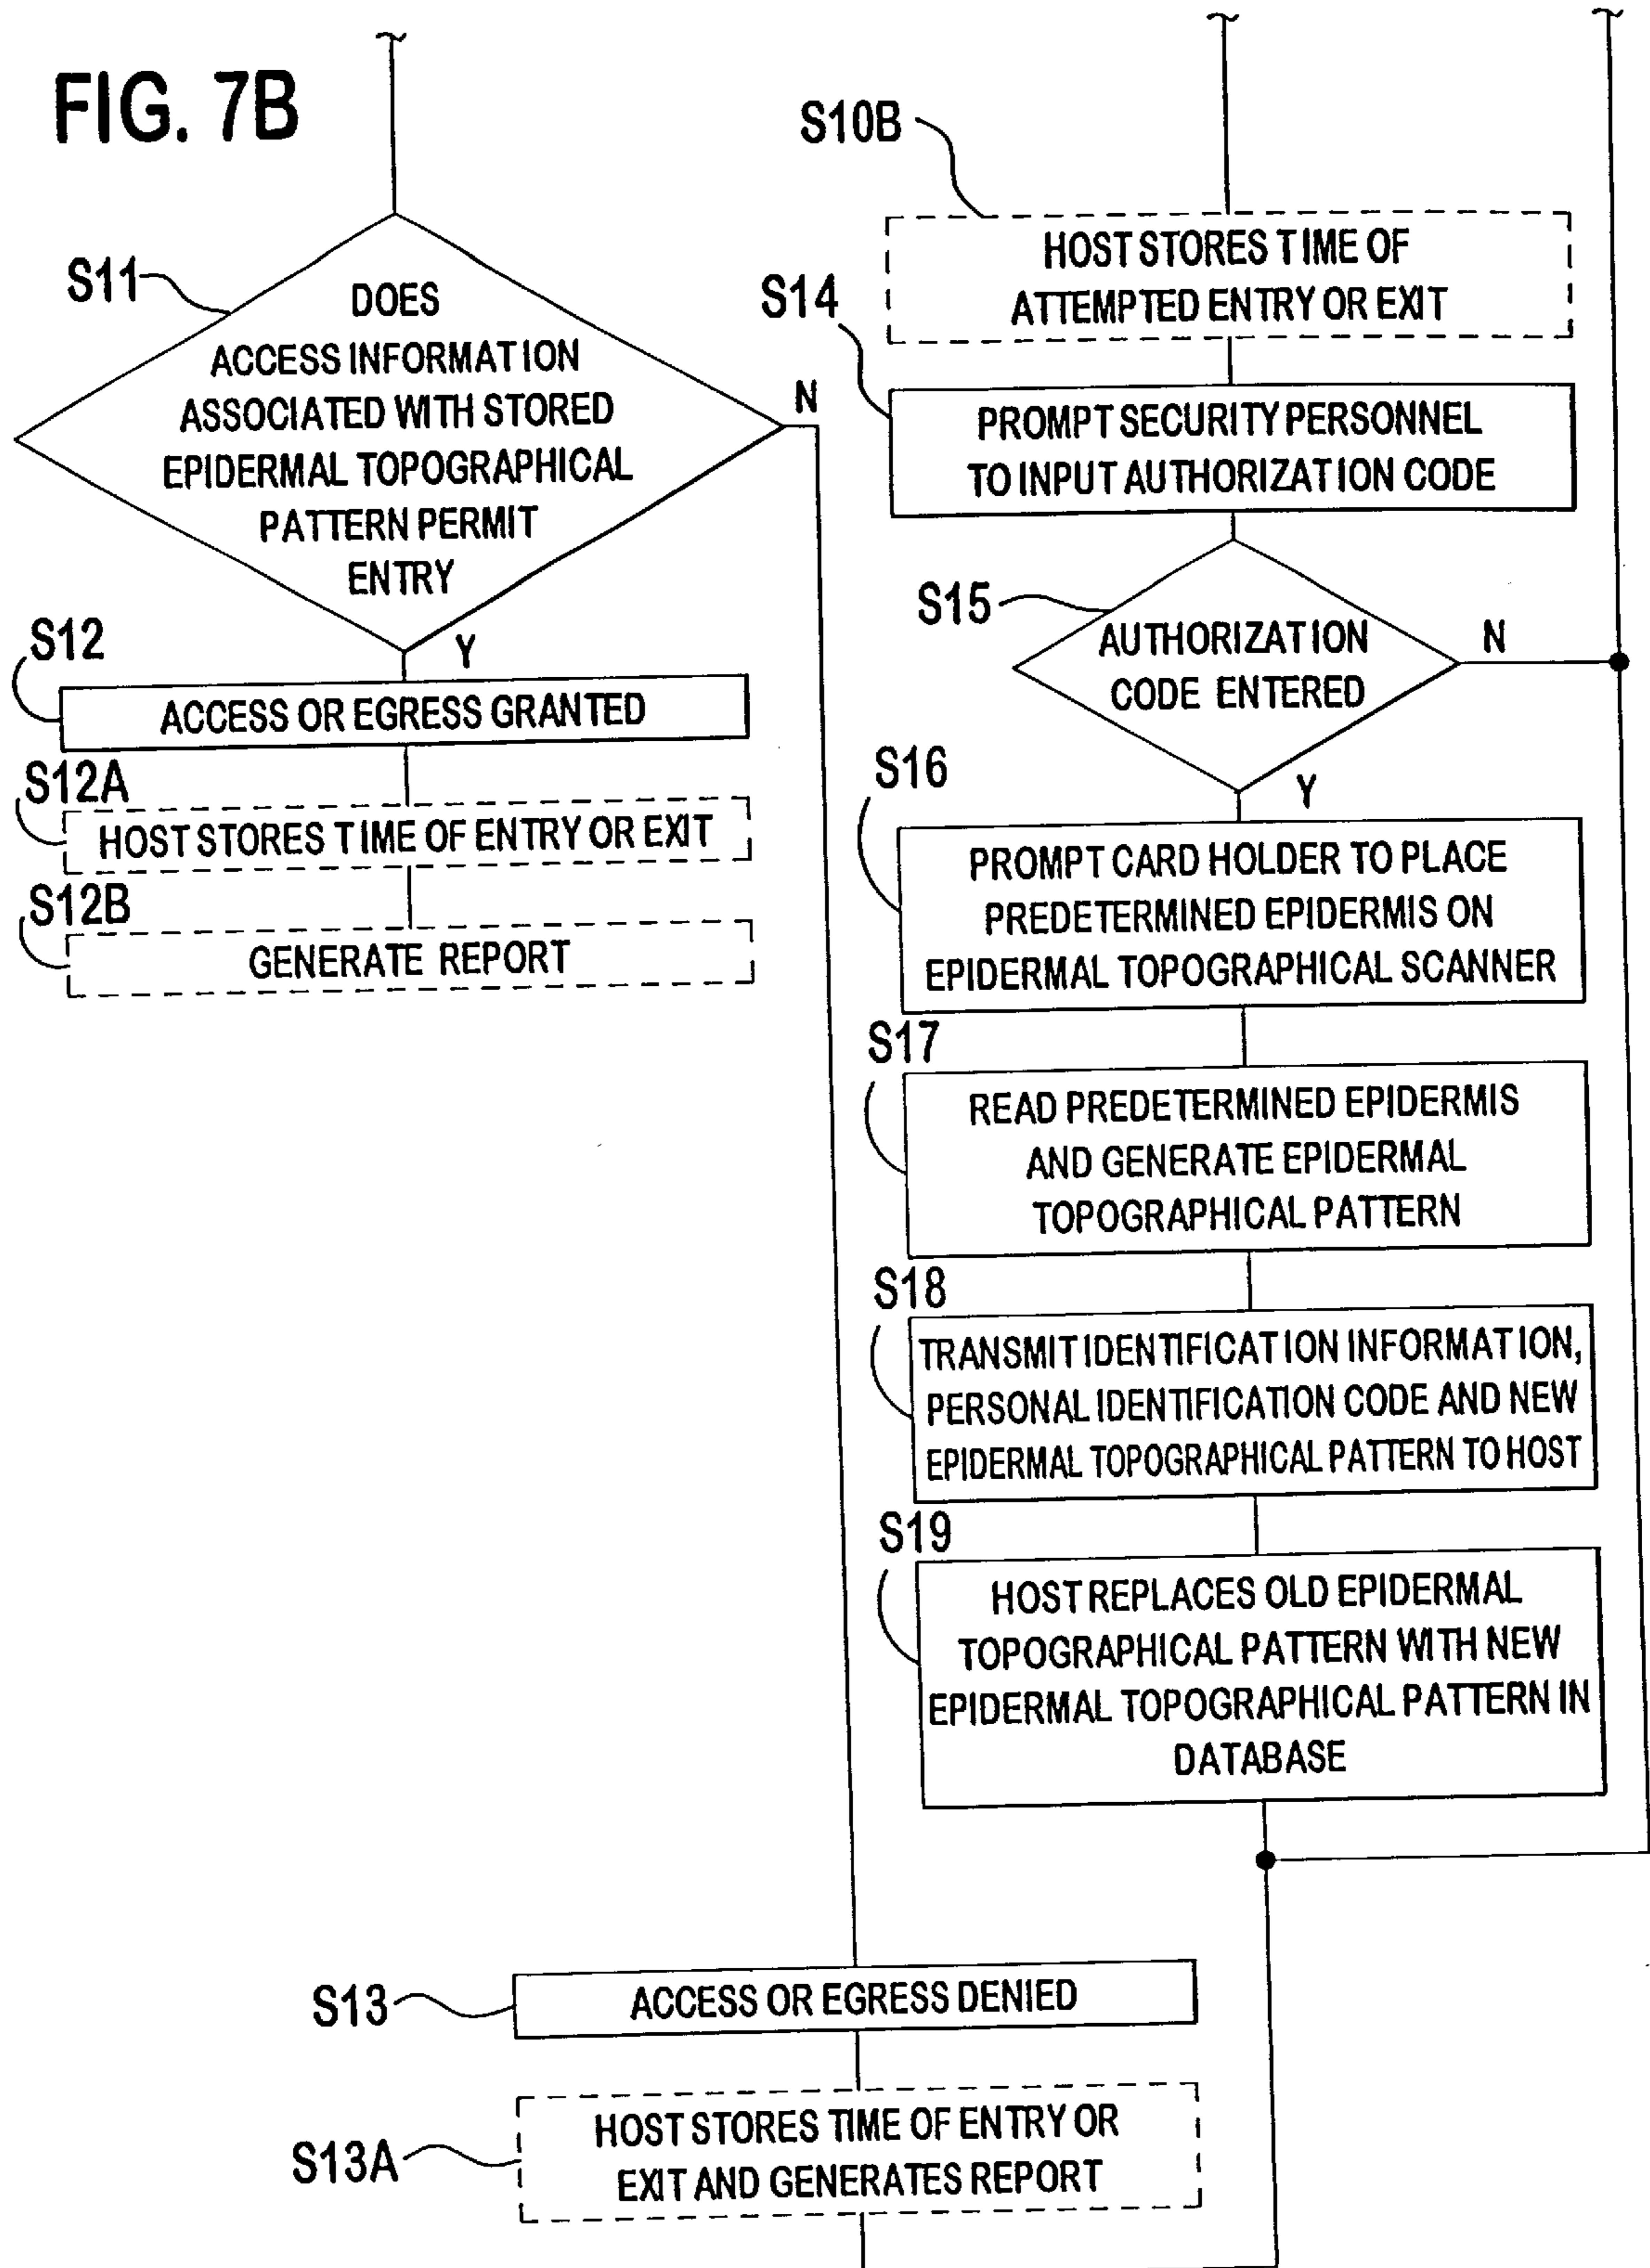 FIG. 7B
S11
DOES
ACCESS INFORMATION
ASSOCIATED WITH STORED
EPIDERMAL TOPOGRAPHICAL
PATTERN PERMIT
ENTRY
N
Y
S12
ACCESS OR EGRESS GRANTED
S12A
HOST STORES TIME OF ENTRY OR EXIT
S12B
GENERATE REPORT
S10B
HOST STORES TIME OF
ATTEMPTED ENTRY OR EXIT
S14
PROMPT SECURITY PERSONNEL
TO INPUT AUTHORIZATION CODE
S15
AUTHORIZATION
CODE ENTERED
N
Y
S16
PROMPT CARD HOLDER TO PLACE
PREDETERMINED EPIDERMIS ON
EPIDERMAL TOPOGRAPHICAL SCANNER
S17
READ PREDETERMINED EPIDERMIS
AND GENERATE EPIDERMAL
TOPOGRAPHICAL PATTERN
S18
TRANSMIT IDENTIFICATION INFORMATION,
PERSONAL IDENTIFICATION CODE AND NEW
EPIDERMAL TOPOGRAPHICAL PATTERN TO HOST
S19
HOST REPLACES OLD EPIDERMAL
TOPOGRAPHICAL PATTERN WITH NEW
EPIDERMAL TOPOGRAPHICAL PATTERN IN
DATABASE
S13
ACCESS OR EGRESS DENIED
S13A
HOST STORES TIME OF ENTRY OR
EXIT AND GENERATES REPORT